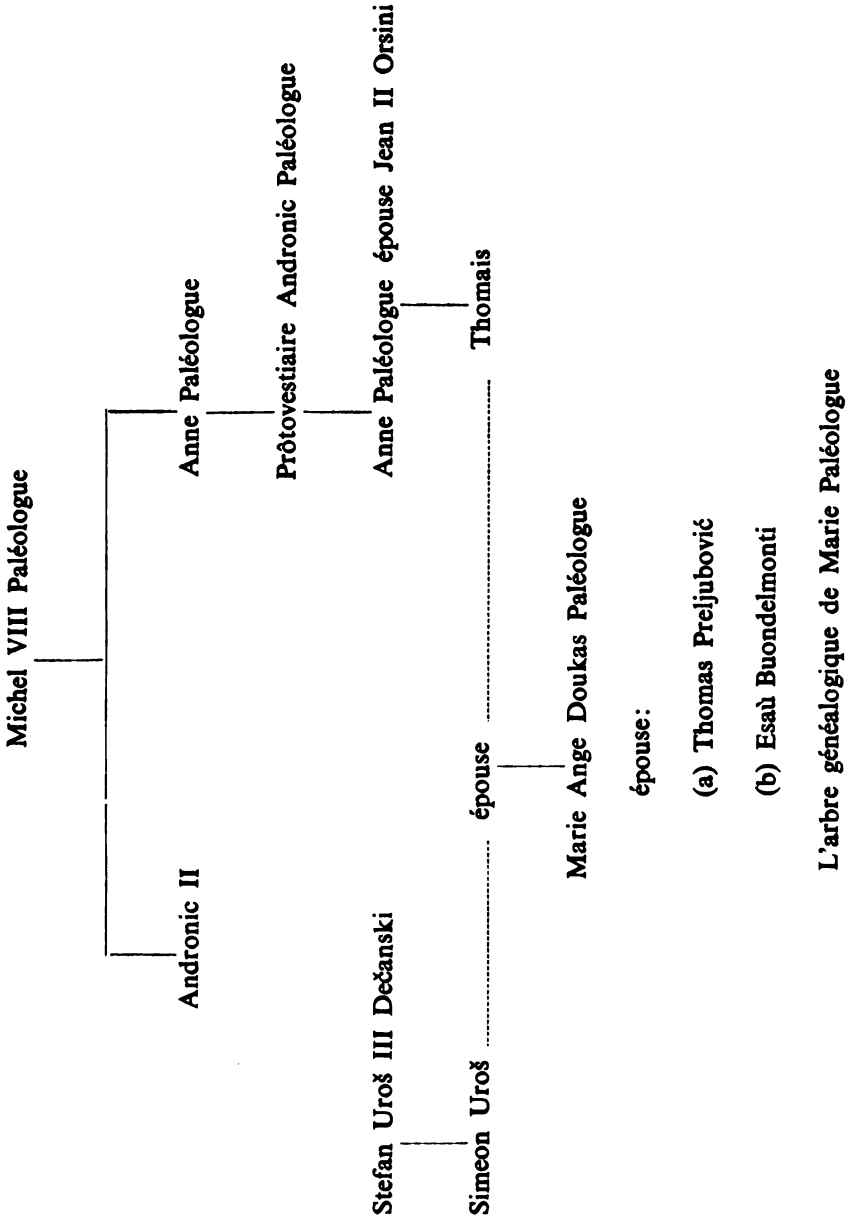 Michel VIII Paléologue
Andronic II
Anne Paléologue
Prôtovestiaire Andronic Paléologue
Stefan Uroš III Dečanski
Anne Paléologue épouse Jean II Orsini
Simeon Uroš
épouse
Thomais
Marie Ange Doukas Paléologue
épouse:
(a) Thomas Preljubović
(b) Esaù Buondelmonti
L'arbre généalogique de Marie Paléologue